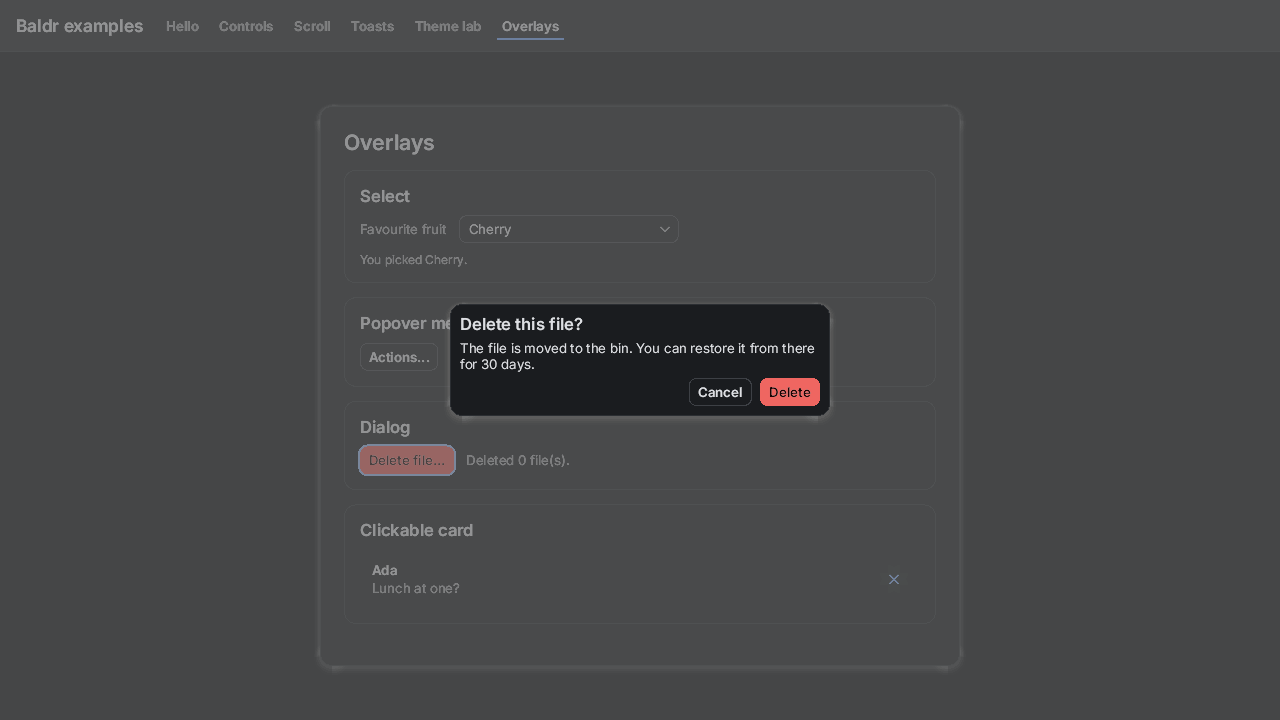 Baldr examples Hello Controls Scroll Toasts Theme lab Overlays
Overlays
Select
Favourite fruit Cherry
You picked Cherry.
Popover me
Actions...
Delete this file?
The file is moved to the bin. You can restore it from there
for 30 days.
Cancel Delete
Dialog
Delete file... Deleted 0 file(s).
Clickable card
Ada
Lunch at one?